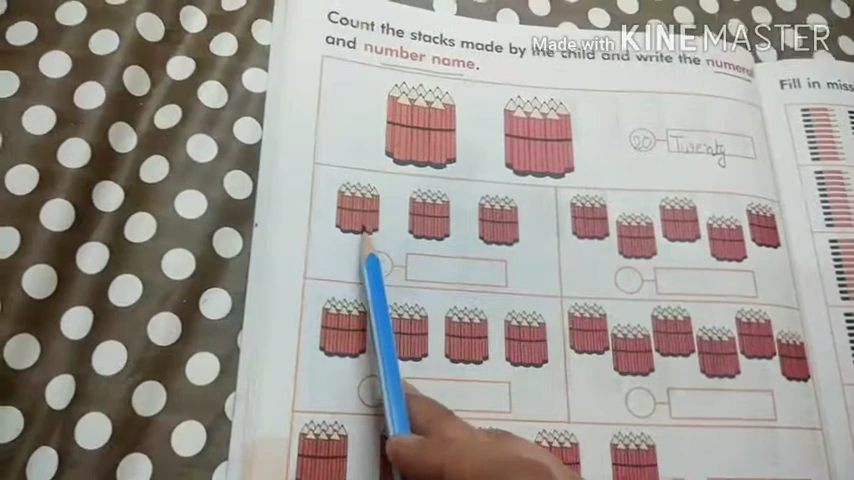 Count the stacks made by the child and write the numeral
and number name.
Made with KINEMASTER
Fill in miss
20 Twenty